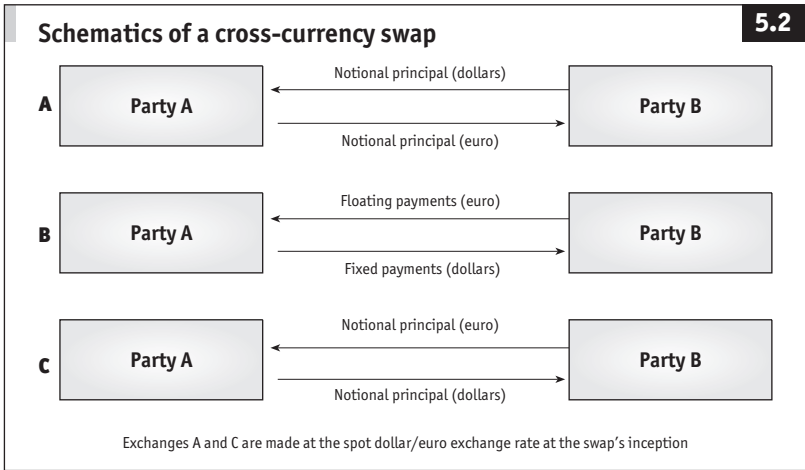 Schematics of a cross-currency swap
5.2
Notional principal (dollars)
A
Party A
Party B
Notional principal (euro)
Floating payments (euro)
B
Party A
Party B
Fixed payments (dollars)
Notional principal (euro)
C
Party A
Party B
Notional principal (dollars)
Exchanges A and C are made at the spot dollar/euro exchange rate at the swap's inception